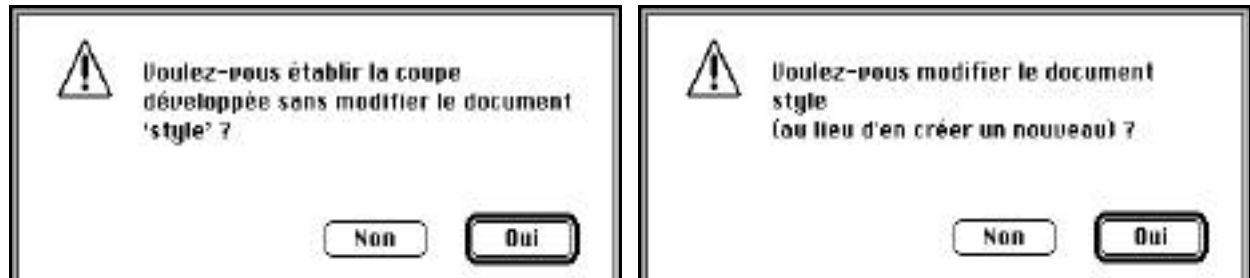 Voulez-vous établir la coupe
développée sans modifier le document
'style' ?
Non
Oui
Voulez-vous modifier le document
style
(au lieu d'en créer un nouveau) ?
Non
Oui